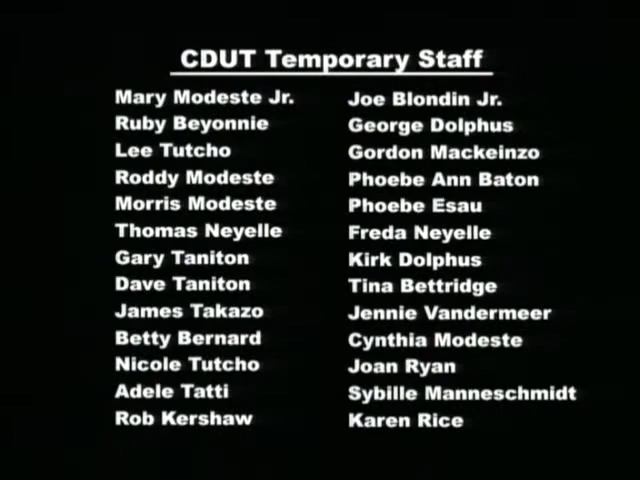 CDUT Temporary Staff
Mary Modeste Jr.
Ruby Beyonnie
Lee Tutcho
Roddy Modeste
Morris Modeste
Thomas Neyelle
Gary Taniton
Dave Taniton
James Takazo
Betty Bernard
Nicole Tutcho
Adele Tatti
Rob Kershaw
Joe Blondin Jr.
George Dolphus
Gordon Mackeinzo
Phoebe Ann Baton
Phoebe Esau
Freda Neyelle
Kirk Dolphus
Tina Bettridge
Jennie Vandermeer
Cynthia Modeste
Joan Ryan
Sybille Manneschmidt
Karen Rice